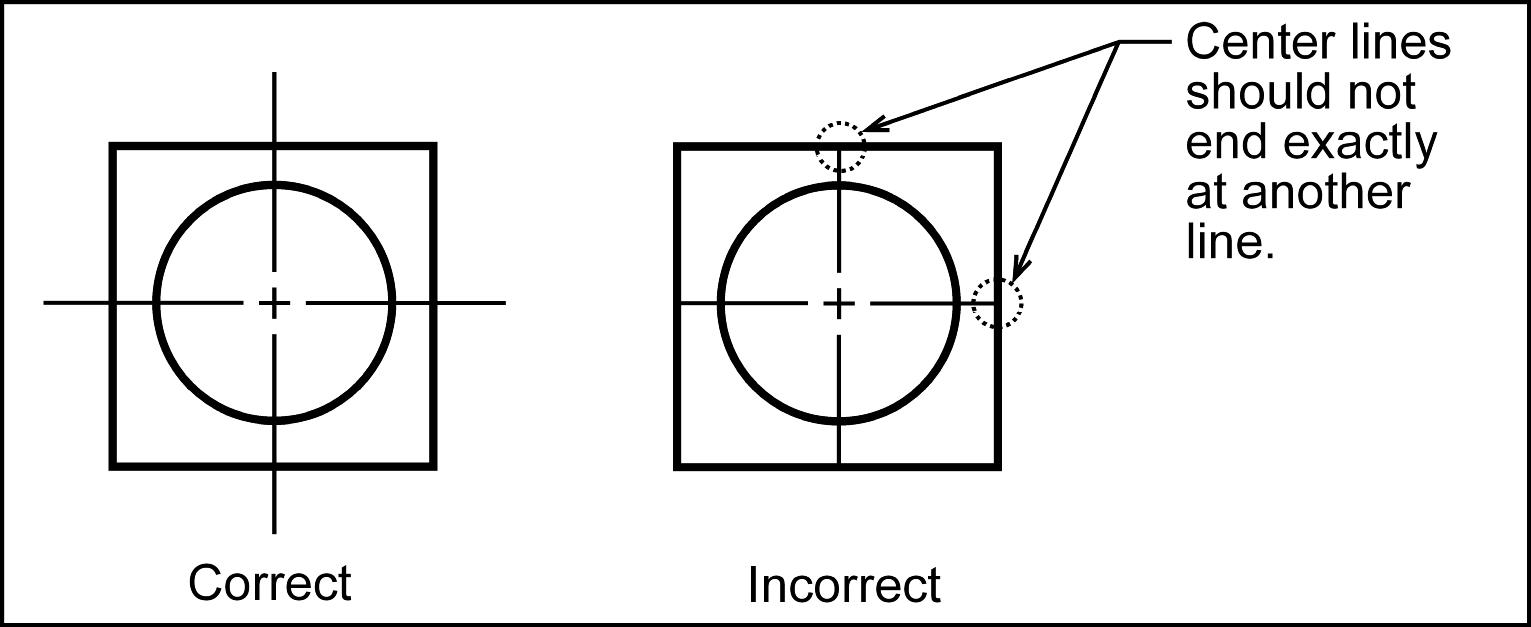 Center lines
should not
end exactly
at another
line.
Correct
Incorrect